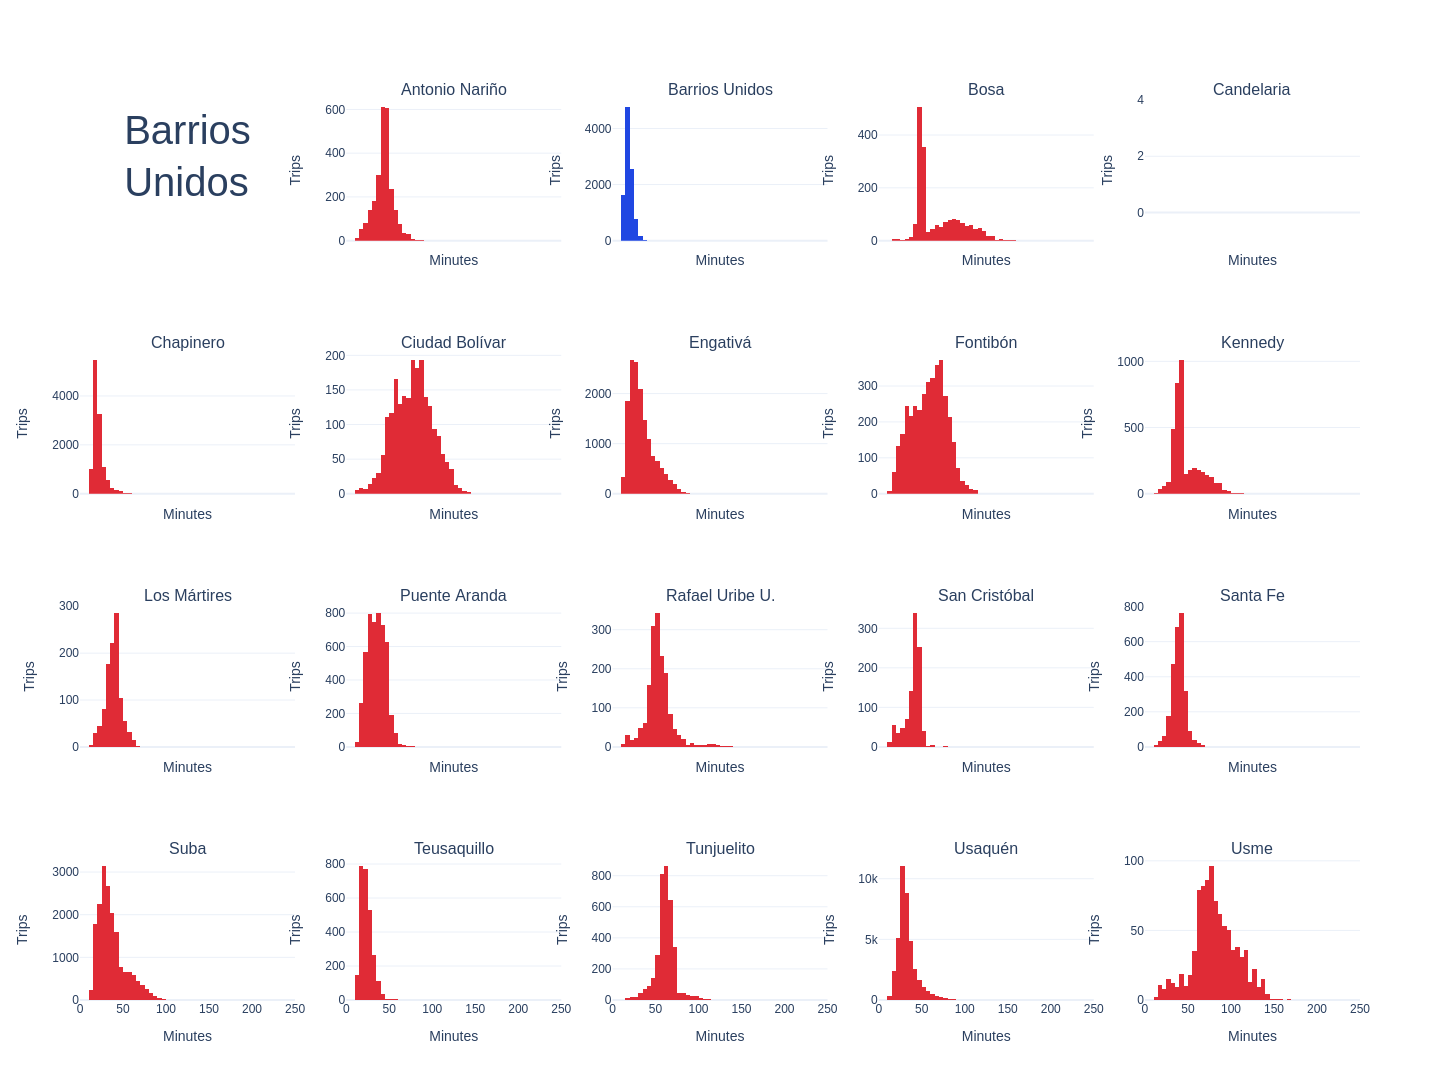 Barrios
Unidos
Antonio Nariño
600
400
200
0
Trips
Minutes
Barrios Unidos
4000
2000
0
Trips
Minutes
Bosa
400
200
0
Trips
Minutes
Candelaria
4
2
0
Trips
Minutes
Chapinero
4000
2000
0
Trips
Minutes
Ciudad Bolívar
200
150
100
50
0
Trips
Minutes
Engativá
2000
1000
0
Trips
Minutes
Fontibón
300
200
100
0
Trips
Minutes
Kennedy
1000
500
0
Trips
Minutes
Los Mártires
300
200
100
0
Trips
Minutes
Puente Aranda
800
600
400
200
0
Trips
Minutes
Rafael Uribe U.
300
200
100
0
Trips
Minutes
San Cristóbal
300
200
100
0
Trips
Minutes
Santa Fe
800
600
400
200
0
Trips
Minutes
Suba
3000
2000
1000
0
Trips
0 50 100 150 200 250
Minutes
Teusaquillo
800
600
400
200
0
Trips
0 50 100 150 200 250
Minutes
Tunjuelito
800
600
400
200
0
Trips
0 50 100 150 200 250
Minutes
Usaquén
10k
5k
0
Trips
0 50 100 150 200 250
Minutes
Usme
100
50
0
Trips
0 50 100 150 200 250
Minutes